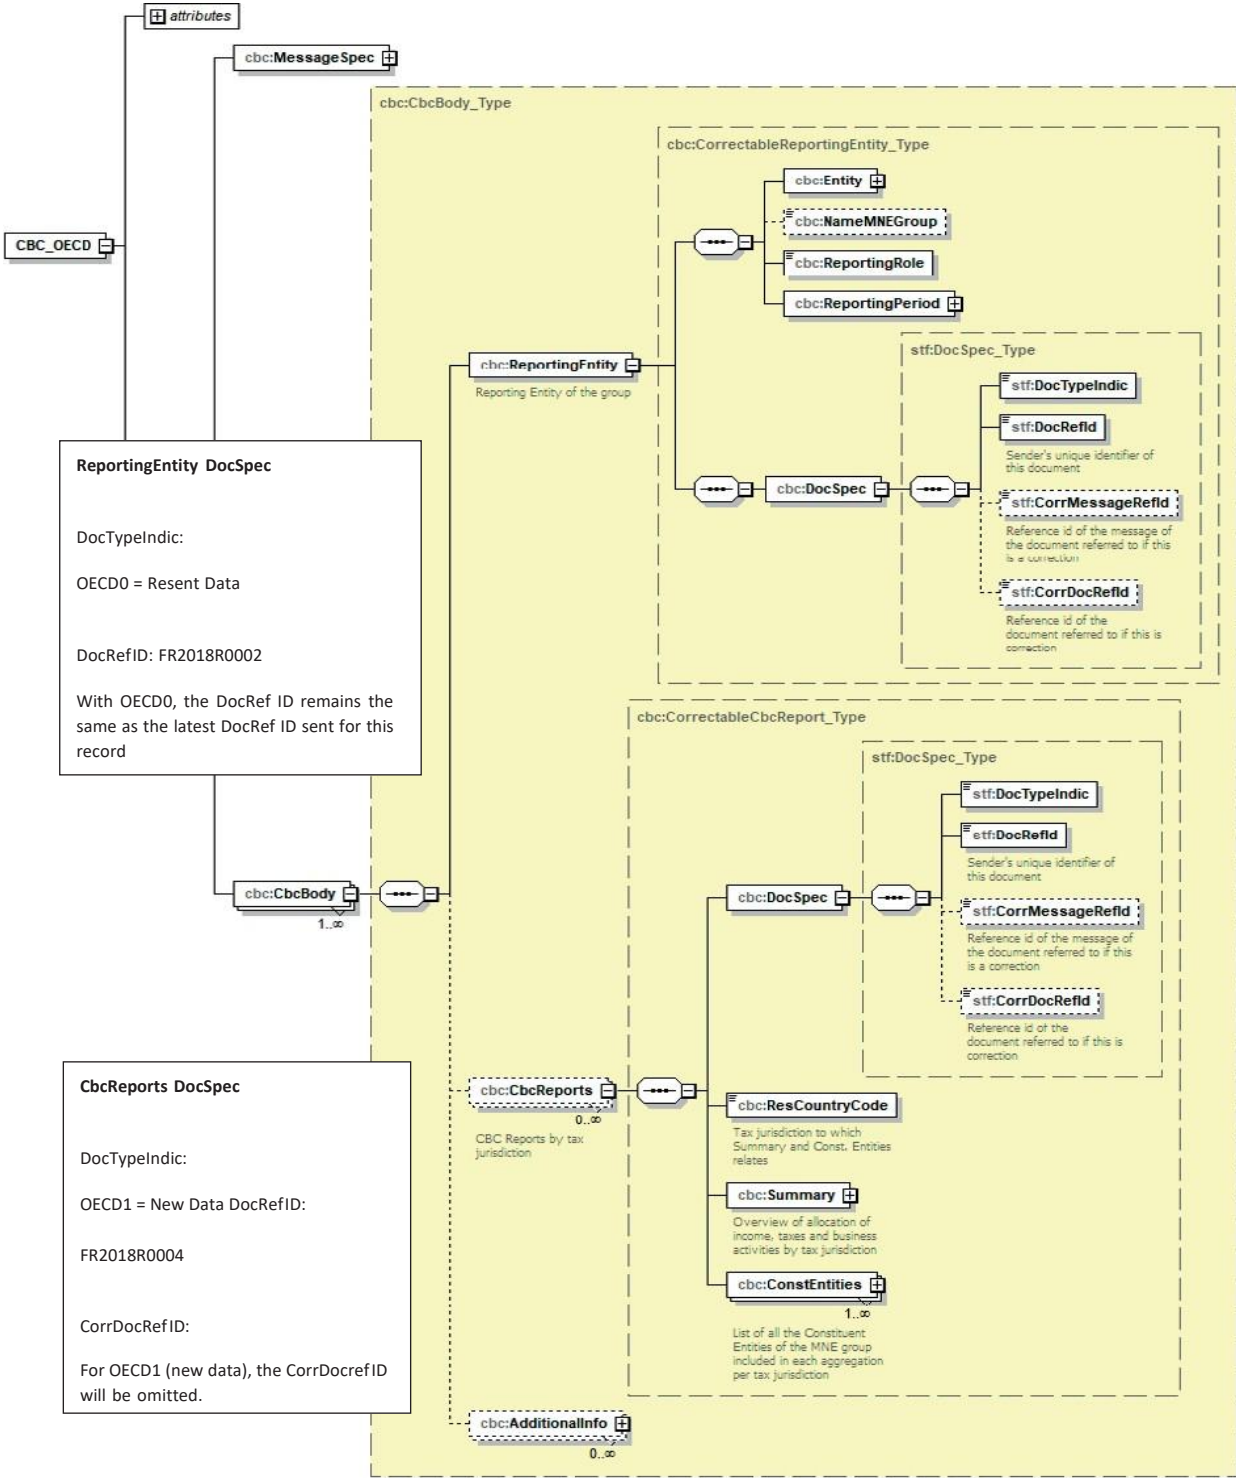 attributes
cbc:MessageSpec
cbc:CbcBody_Type
cbc:CorrectableReportingEntity_Type
cbc:Entity
cbc:NameMNEGroup
CBC_OECD
cbc:ReportingRole
cbc:ReportingPeriod
stf:DocSpec_Type
cbc:ReportingEntity
Reporting Entity of the group
stf:DocTypeIndic
stf:DocRefId
Sender's unique identifier of
this document
cbc:DocSpec
stf:CorrMessageRefId
Reference id of the message of
the document referred to if this
is a correction
stf:CorrDocRefId
Reference id of the
document referred to if this is
correction
ReportingEntity DocSpec
DocTypeIndic:
OECD0 = Resent Data
DocRefID: FR2018R0002
With OECD0, the DocRef ID remains the
same as the latest DocRef ID sent for this
record
cbc:CorrectableCbcReport_Type
stf:DocSpec_Type
stf:DocTypeIndic
stf:DocRefId
Sender's unique identifier of
this document
cbc:CbcBody
1..∞
cbc:DocSpec
stf:CorrMessageRefId
Reference id of the message of
the document referred to if this
is a correction
stf:CorrDocRefId
Reference id of the
document referred to if this is
correction
cbc:CbcReports
0..∞
CBC Reports by tax
jurisdiction
cbc:ResCountryCode
Tax jurisdiction to which
Summary and Const. Entities
relates
cbc:Summary
Overview of allocation of
income, taxes and business
activities by tax jurisdiction
cbc:ConstEntities
1..∞
List of all the Constituent
Entities of the MNE group
included in each aggregation
per tax jurisdiction
CbcReports DocSpec
DocTypeIndic:
OECD1 = New Data DocRefID:
FR2018R0004
CorrDocRefID:
For OECD1 (new data), the CorrDocrefID
will be omitted.
cbc:AdditionalInfo
0..∞